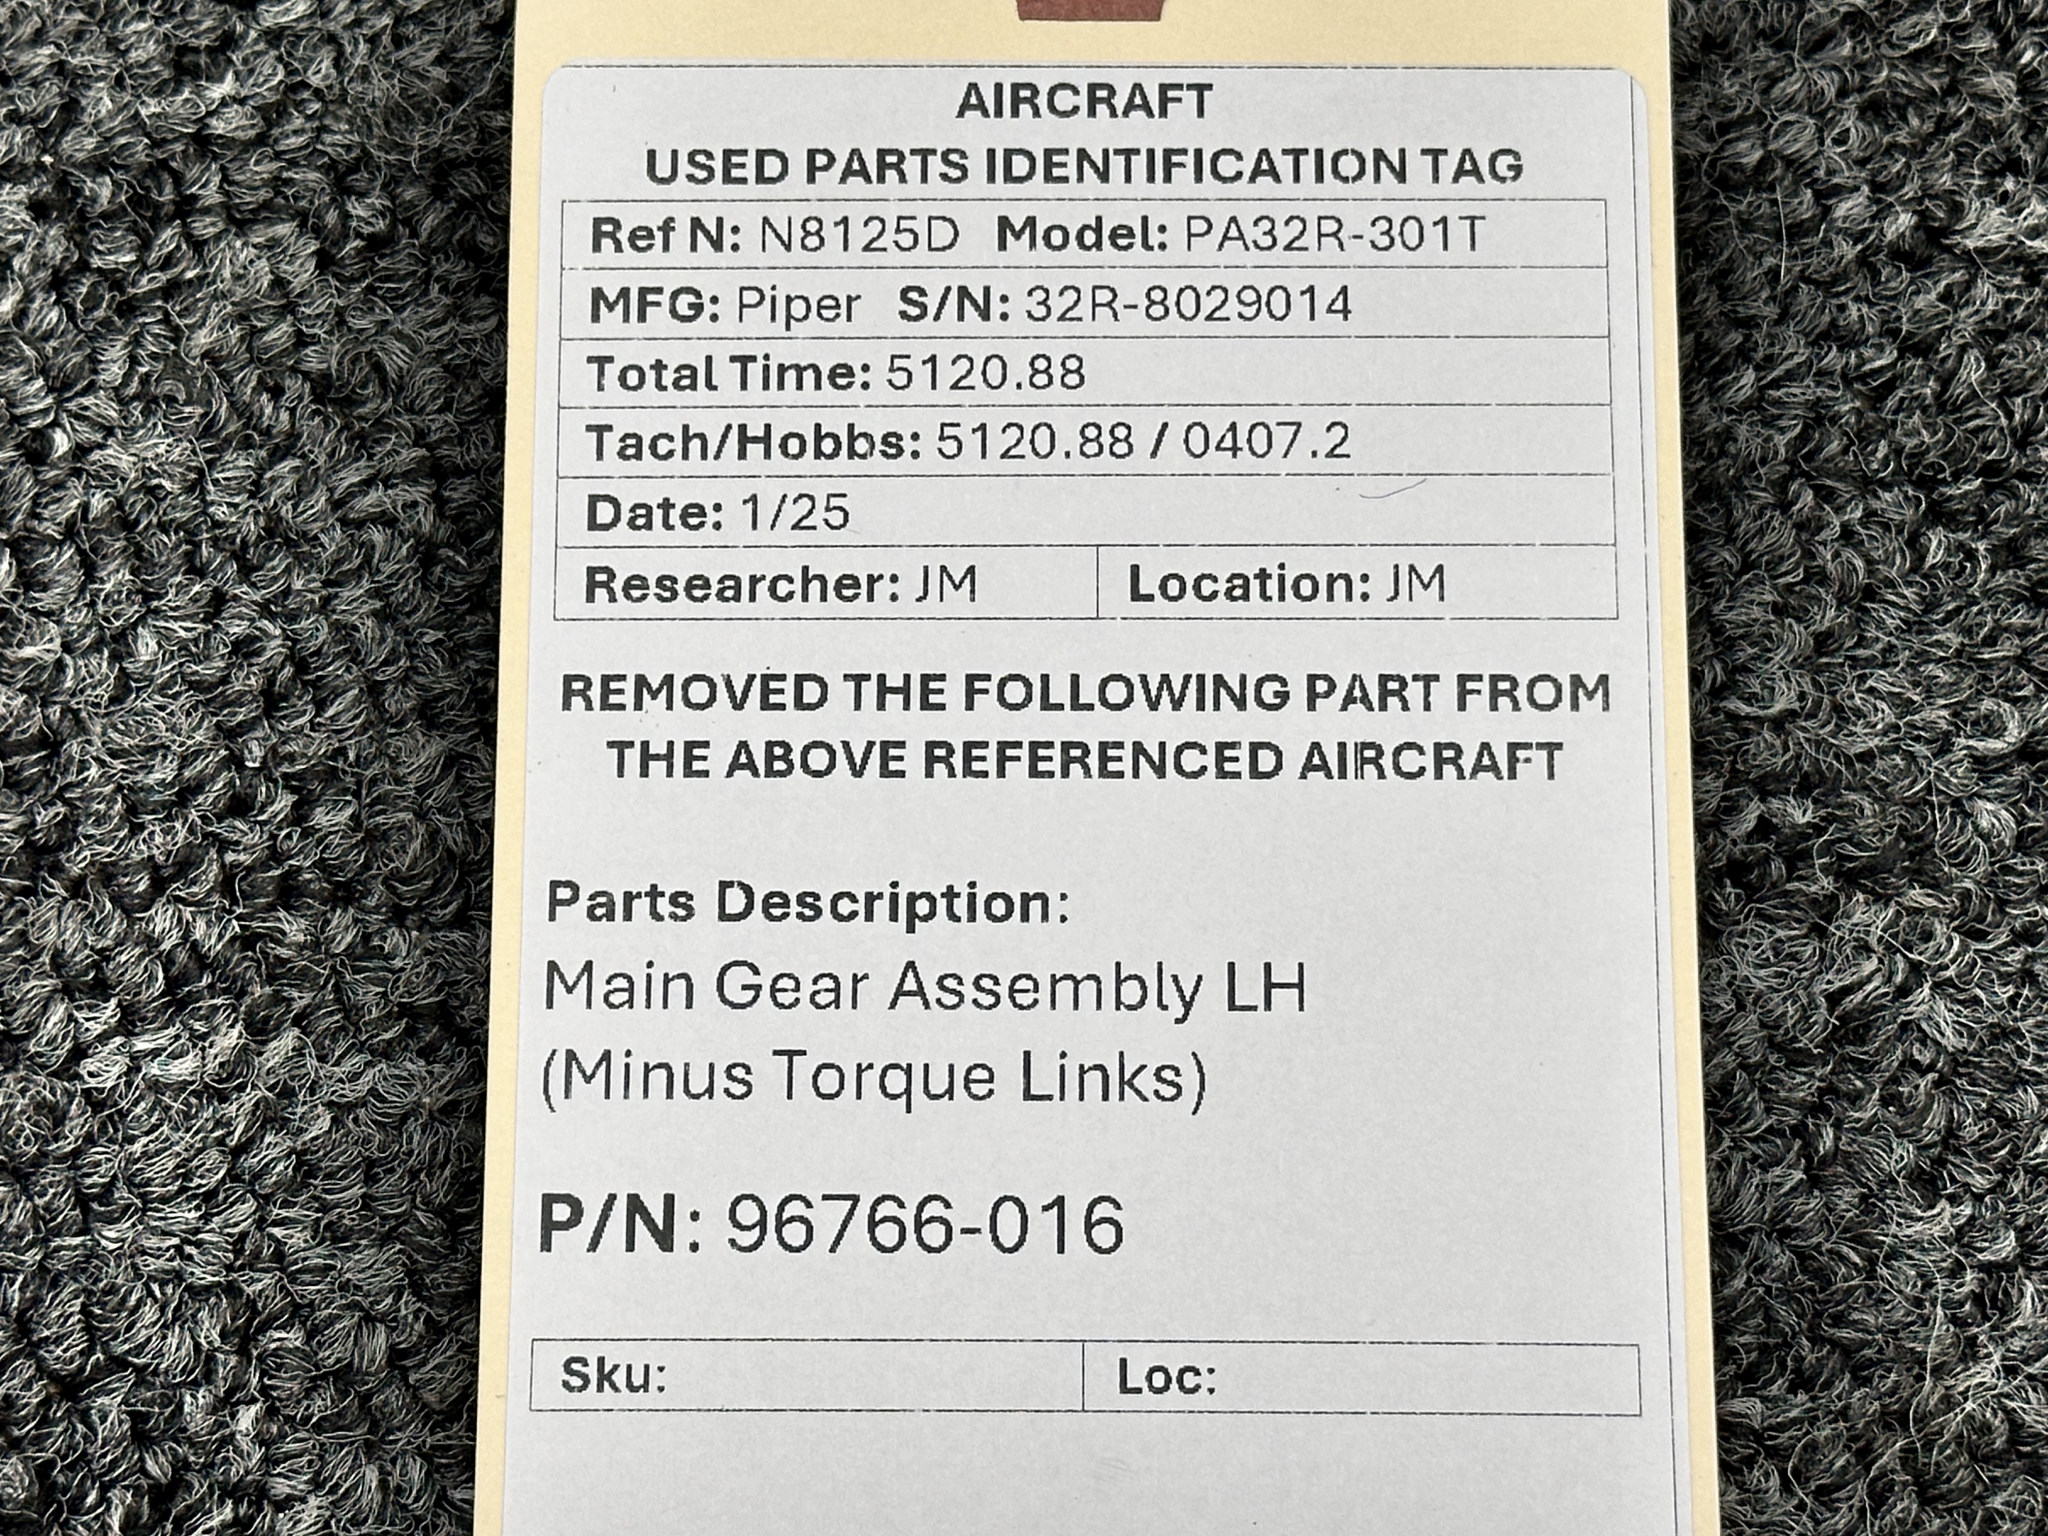 AIRCRAFT
USED PARTS IDENTIFICATION TAG
Ref N: N8125D Model: PA32R-301T
MFG: Piper S/N: 32R-8029014
Total Time: 5120.88
Tach/Hobbs: 5120.88 / 0407.2
Date: 1/25
Researcher: JM Location: JM
REMOVED THE FOLLOWING PART FROM
THE ABOVE REFERENCED AIRCRAFT
Parts Description:
Main Gear Assembly LH
(Minus Torque Links)
P/N: 96766-016
Sku: Loc: